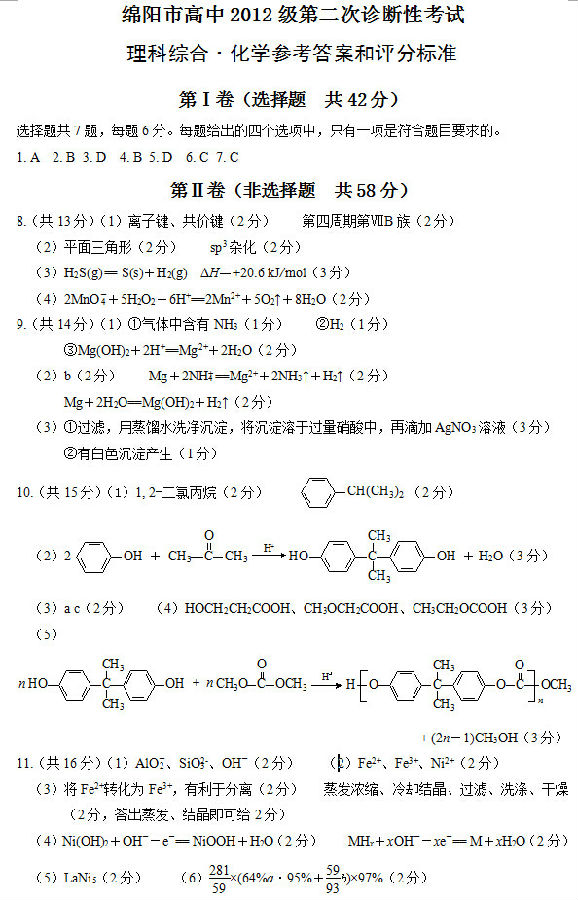 绵阳市高中2012级第二次诊断性考试
理科综合·化学参考答案和评分标准
第Ⅰ卷（选择题 共42分）
选择题共7题，每题6分。每题给出的四个选项中，只有一项是符合题目要求的。
1. A 2. B 3. D 4. B 5. D 6. C 7. C
第Ⅱ卷（非选择题 共58分）
8.（共13分）（1）离子键、共价键（2分） 第四周期第ⅦB族（2分）
（2）平面三角形（2分） sp³杂化（2分）
（3）H₂S(g)═ S(s)＋H₂(g) ΔH＝+20.6 kJ/mol（3分）
（4）2MnO₄⁻＋5H₂O₂＋6H⁺═2Mn²⁺＋5O₂↑＋8H₂O（2分）
9.（共14分）（1）①气体中含有NH₃（1分） ②H₂（1分）
③Mg(OH)₂＋2H⁺═Mg²⁺＋2H₂O（2分）
（2）b（2分） Mg＋2NH₄⁺═Mg²⁺＋2NH₃↑＋H₂↑（2分）
Mg＋2H₂O═Mg(OH)₂＋H₂↑（2分）
（3）①过滤，用蒸馏水洗净沉淀，将沉淀溶于过量硝酸中，再滴加AgNO₃溶液（3分）
②有白色沉淀产生（1分）
10.（共15分）（1）1, 2-二氯丙烷（2分） CH(CH₃)₂（2分）
（2）2 OH ＋ CH₃ C O CH₃ H⁺ HO CH₃ C CH₃ OH ＋H₂O（3分）
（3）a c（2分） （4）HOCH₂CH₂COOH、CH₃OCH₂COOH、CH₃CH₂OCOOH（3分）
（5）
n HO CH₃ C CH₃ OH ＋n CH₃O C O OCH₃ H⁺ H O CH₃ C CH₃ O C O n OCH₃
＋(2n－1)CH₃OH（3分）
11.（共16分）（1）AlO₂⁻、SiO₃²⁻、OH⁻（2分） （2）Fe²⁺、Fe³⁺、Ni²⁺（2分）
（3）将Fe²⁺转化为Fe³⁺，有利于分离（2分） 蒸发浓缩、冷却结晶、过滤、洗涤、干燥
（2分，答出蒸发、结晶即可给2分）
（4）Ni(OH)₂＋OH⁻－e⁻═ NiOOH＋H₂O（2分） MHₓ＋xOH⁻－xe⁻═ M＋xH₂O（2分）
（5）LaNi₅（2分） （6）281/59×(64%a·95%＋59/93b)×97%（2分）